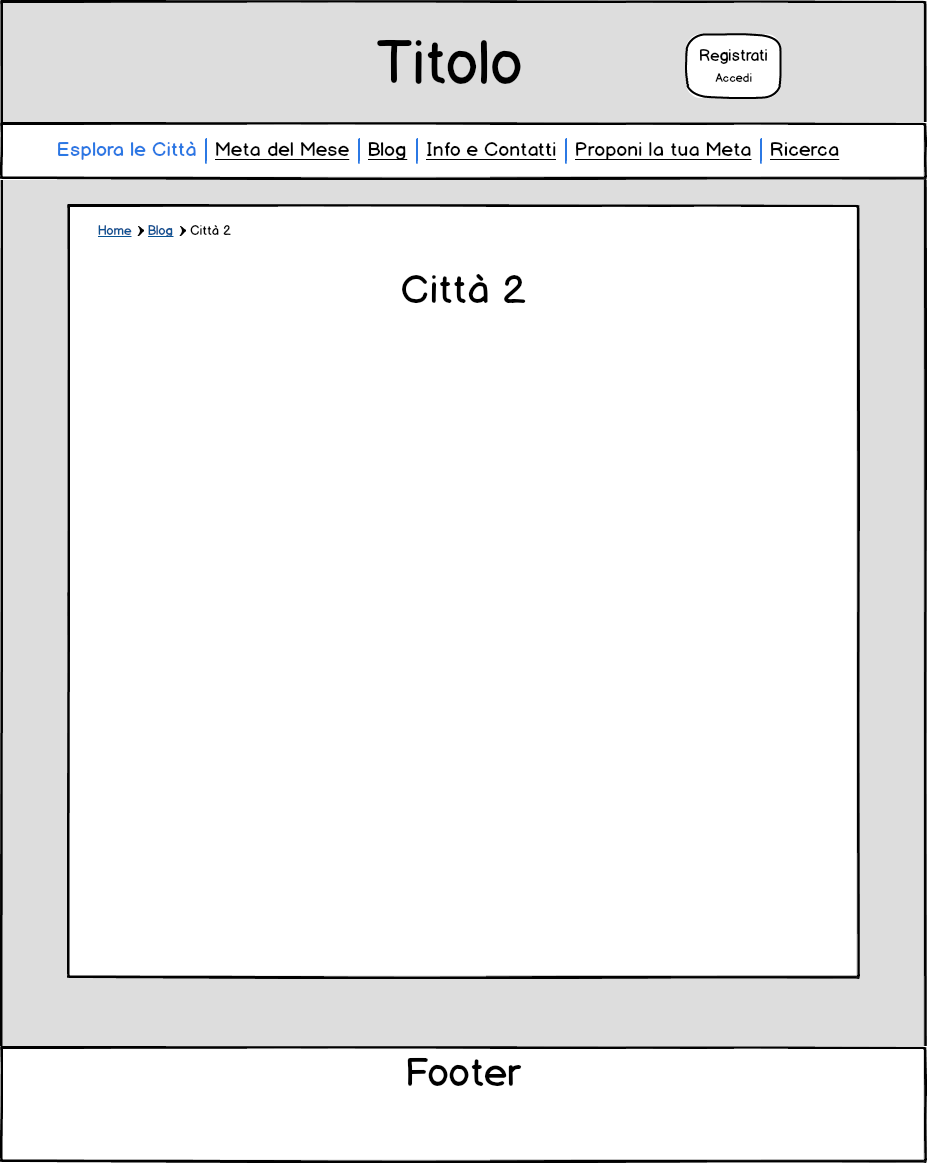 Titolo
Registrati
Accedi
Esplora le Città | Meta del Mese | Blog | Info e Contatti | Proponi la tua Meta | Ricerca
Home > Blog > Città 2
Città 2
Footer